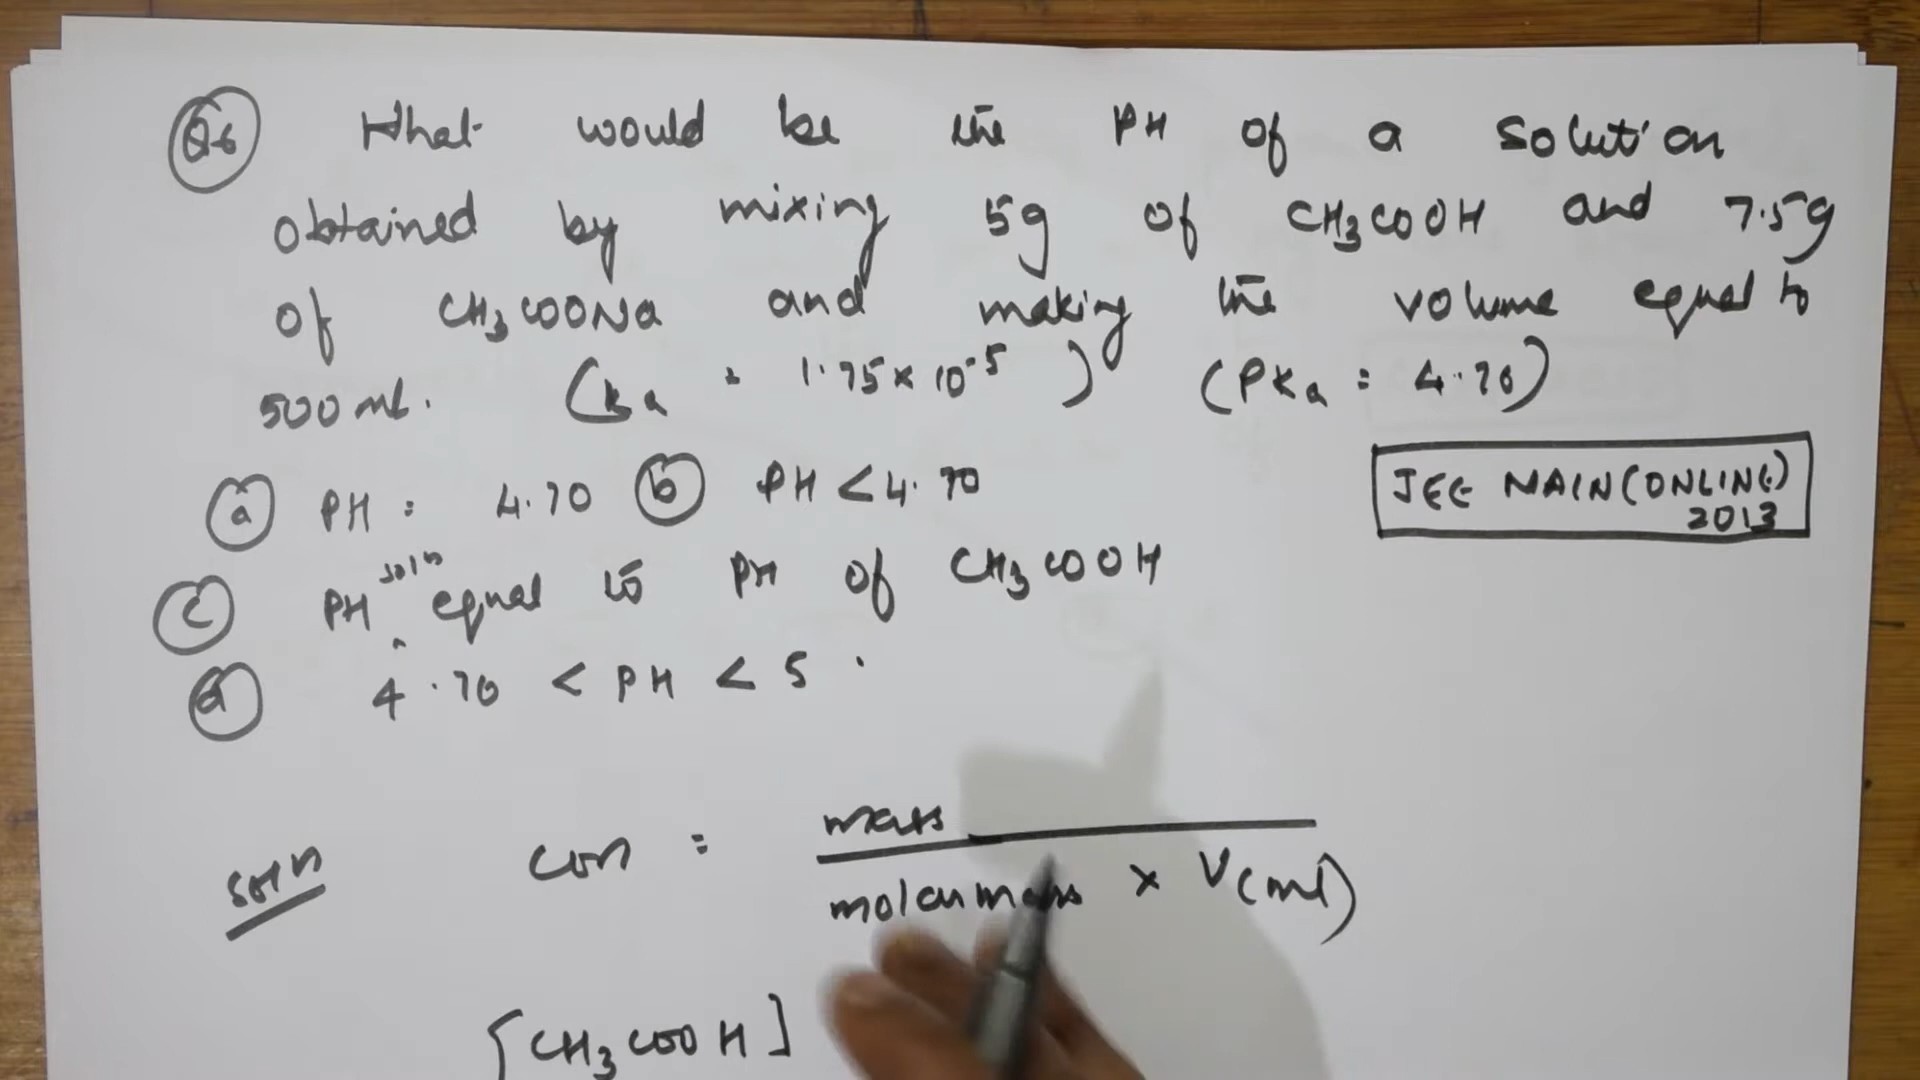 Q6 What would be the PH of a solution
obtained by mixing 5g of CH3COOH and 7.5g
of CH3COONa and making the volume equal to
500 ml. (Ka = 1.75×10-5) (PKa = 4.70)
(a) PH = 4.70 (b) PH < 4.70
JEE MAIN(ONLINE)
2013
(c) PH soln equal to PH of CH3COOH
(d) 4.70 < PH < 5.
Soln con = mass
molar mass × V(ml)
[CH3COOH]